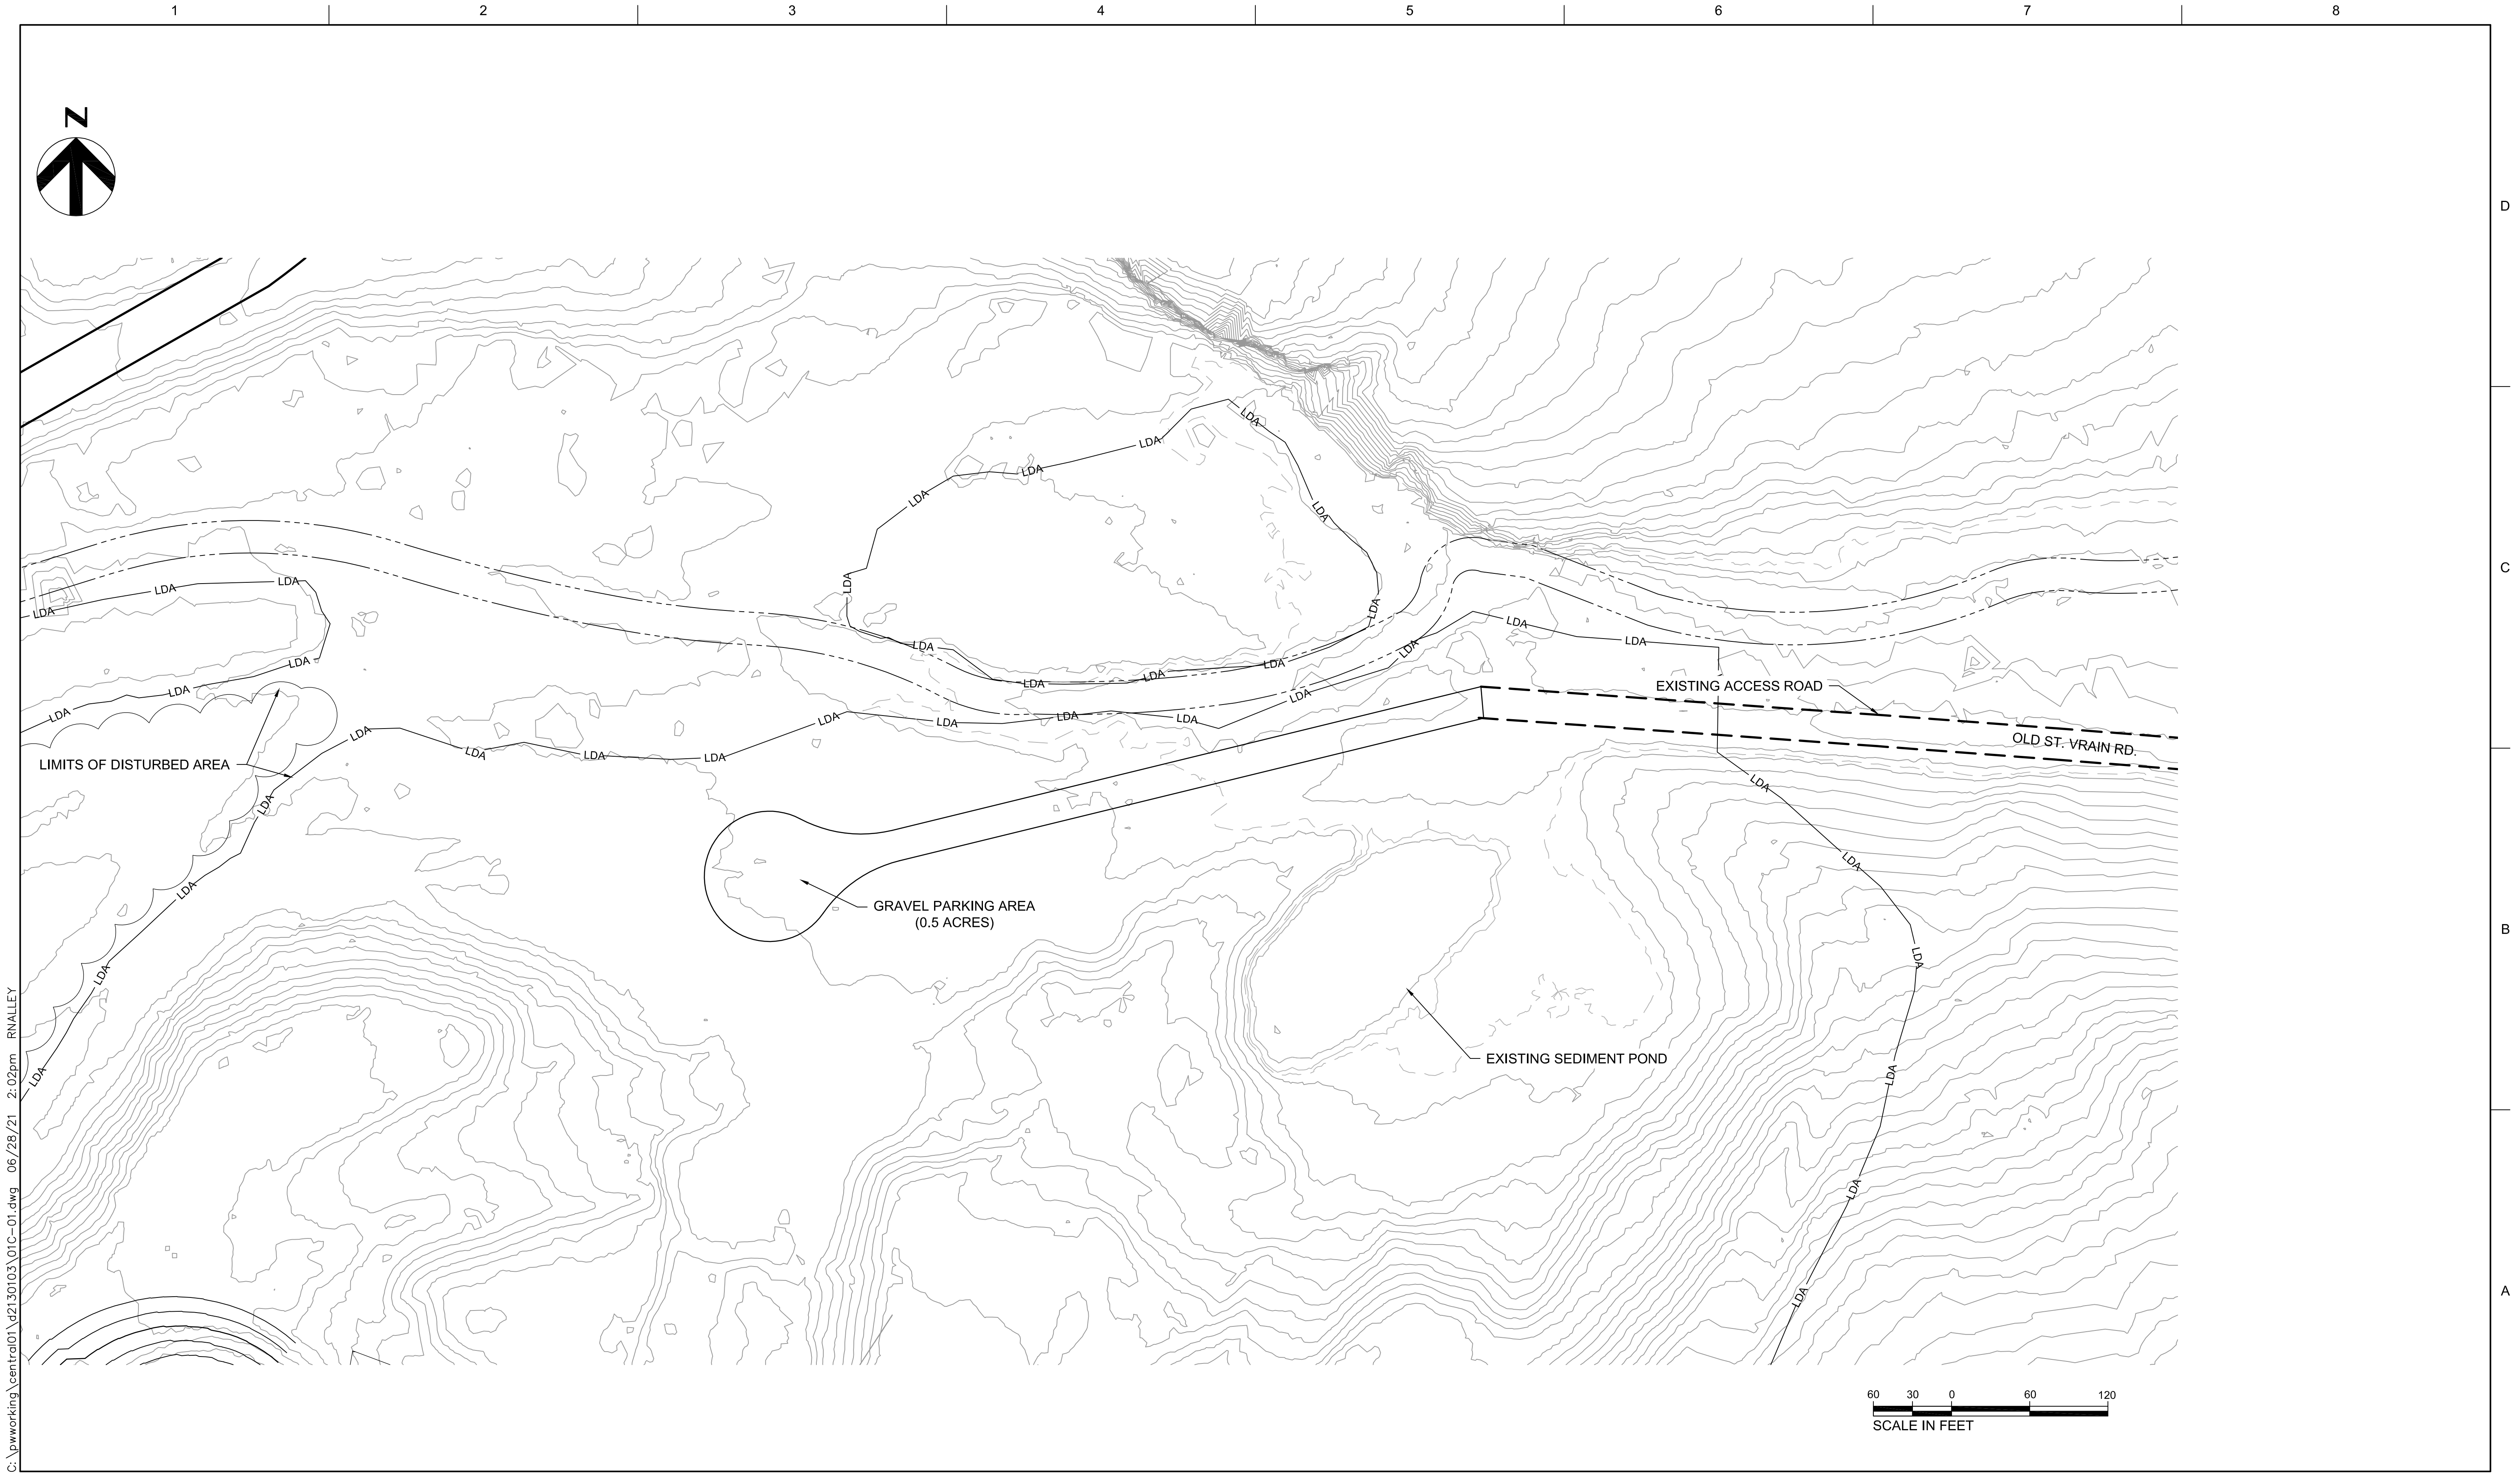 1 2 3 4 5 6 7 8
N
D
LDA
LDA
LDA
LDA
LDA
C
LDA
LDA
LDA
LDA
LDA
LDA
LDA
LDA
LDA
LDA
LDA
LDA
LDA
LDA
EXISTING ACCESS ROAD
LDA
LDA
LDA
LDA
LDA
LDA
LDA
LDA
LDA
LDA
OLD ST. VRAIN RD.
LIMITS OF DISTURBED AREA
LDA
LDA
LDA
LDA
GRAVEL PARKING AREA
(0.5 ACRES)
B
LDA
LDA
EXISTING SEDIMENT POND
LDA
LDA
LDA
LDA
A
60 30 0 60 120
SCALE IN FEET
C:\pwworking\central01\d2130103\01C-01.dwg 06/28/21 2:02pm RNALLEY